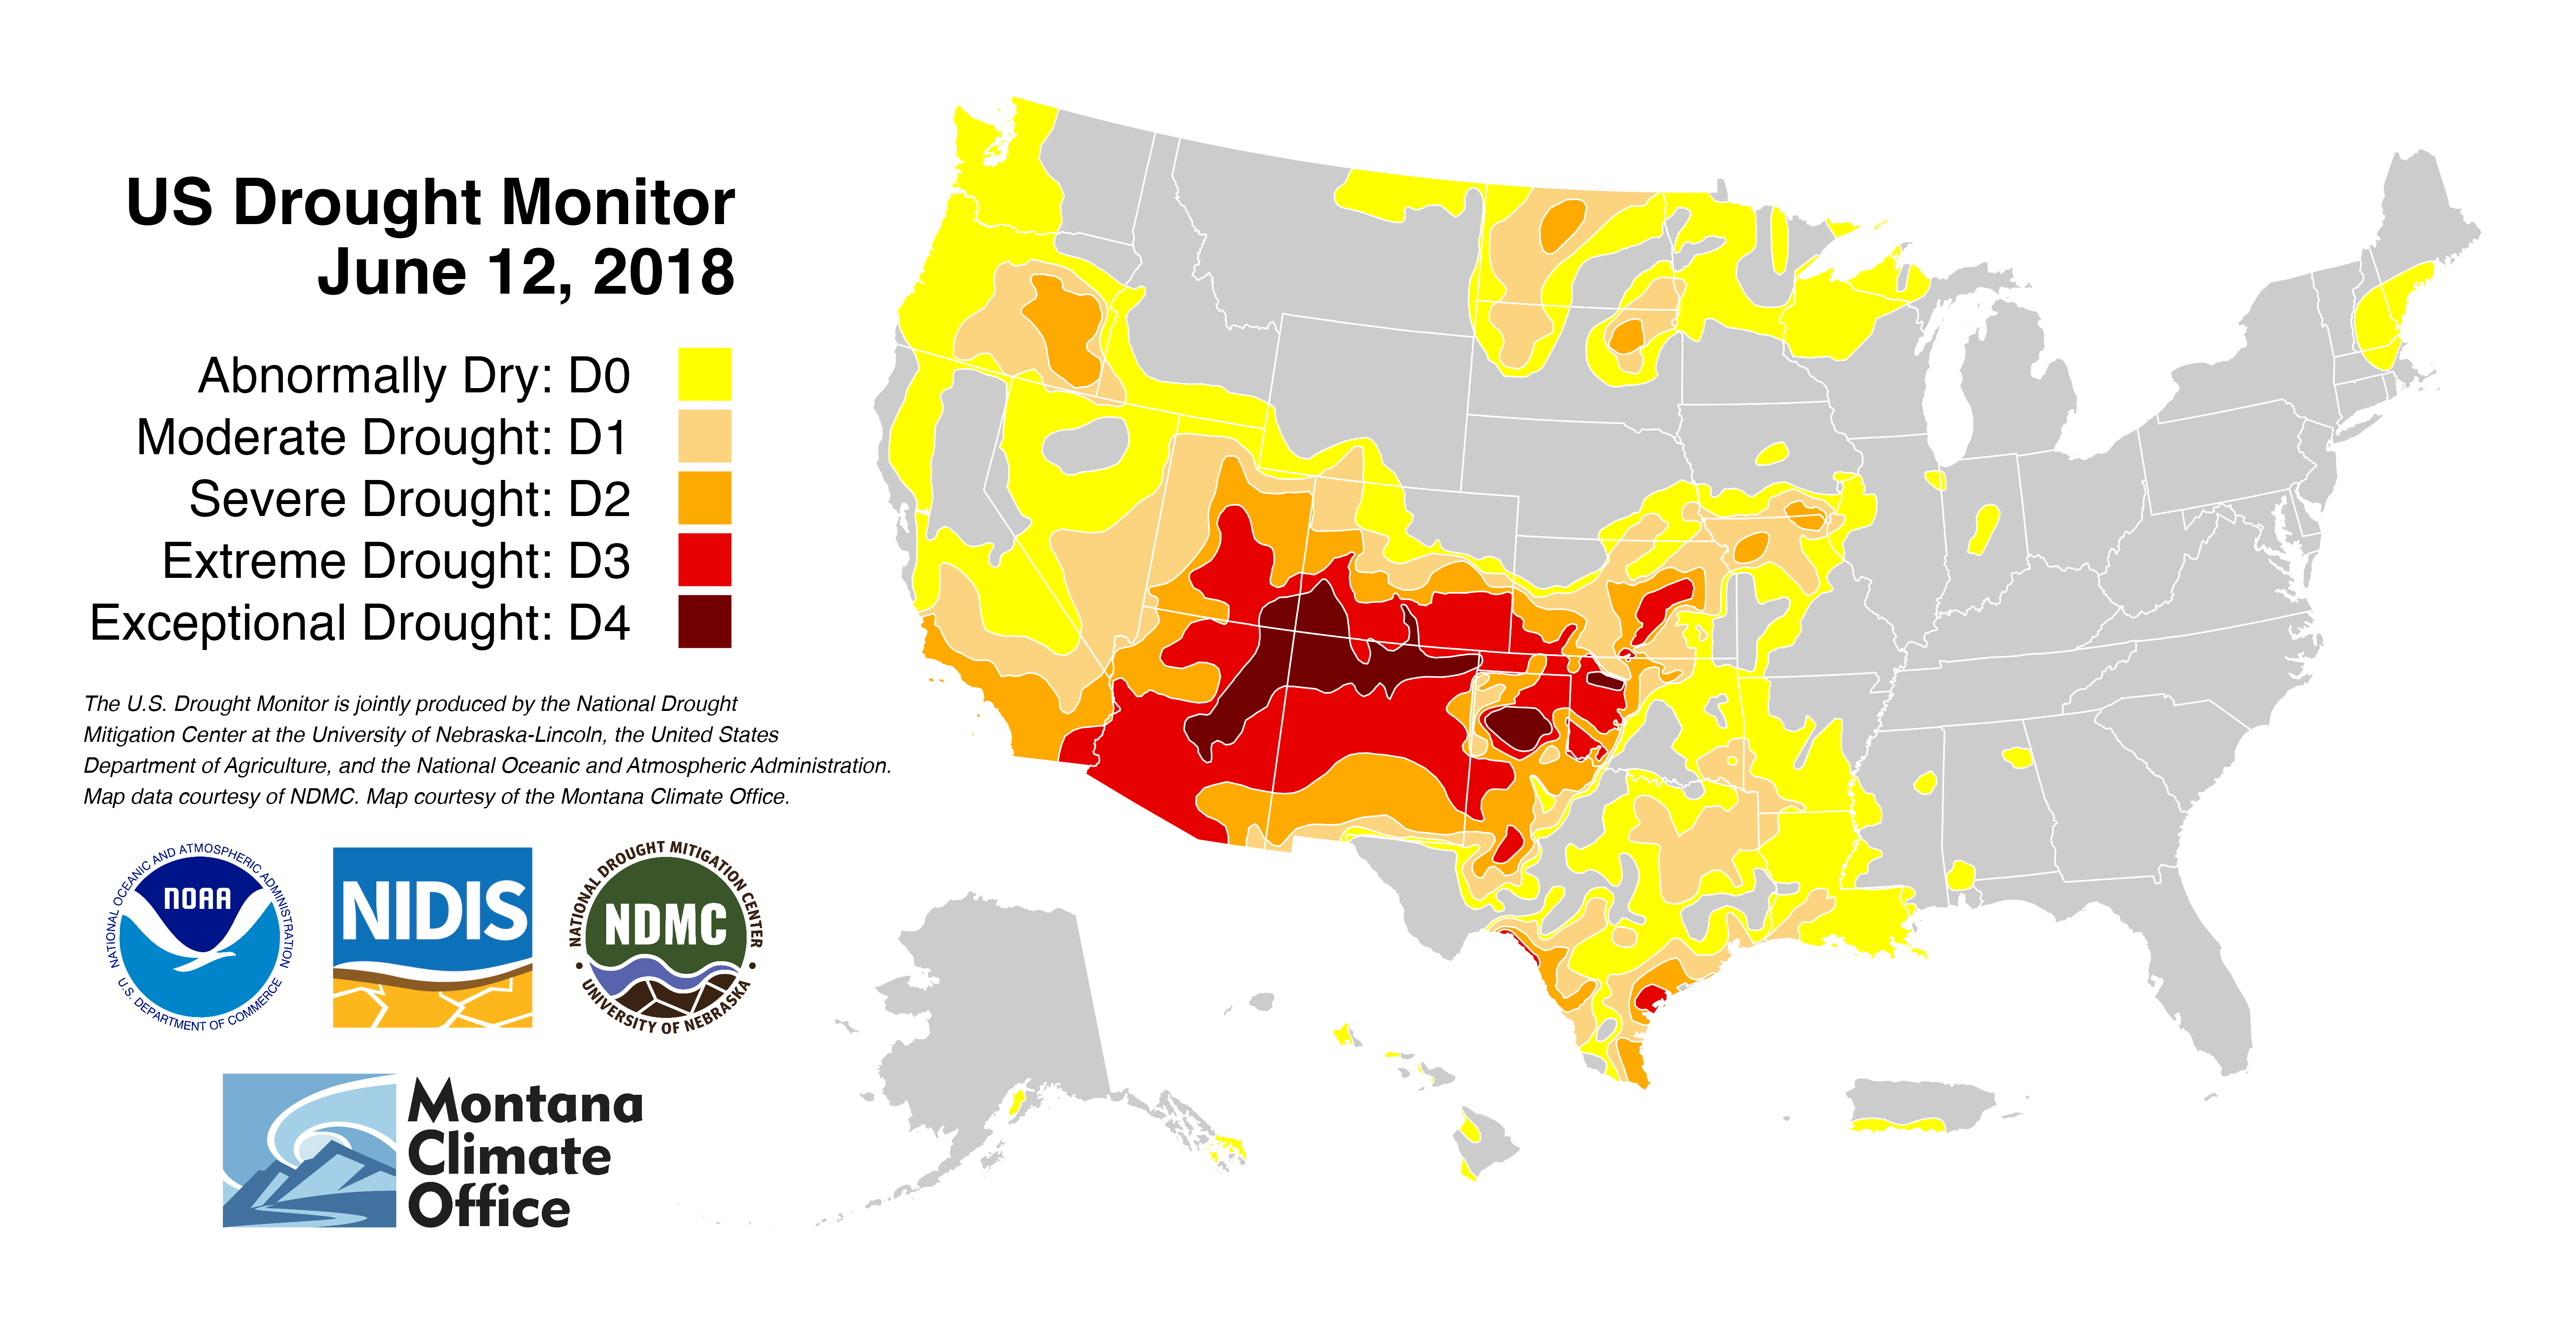 US Drought Monitor
June 12, 2018
Abnormally Dry: D0
Moderate Drought: D1
Severe Drought: D2
Extreme Drought: D3
Exceptional Drought: D4
The U.S. Drought Monitor is jointly produced by the National Drought
Mitigation Center at the University of Nebraska-Lincoln, the United States
Department of Agriculture, and the National Oceanic and Atmospheric Administration.
Map data courtesy of NDMC. Map courtesy of the Montana Climate Office.
NATIONAL OCEANIC AND ATMOSPHERIC ADMINISTRATION
NOAA
U.S. DEPARTMENT OF COMMERCE
NIDIS
NATIONAL DROUGHT MITIGATION CENTER
NDMC
UNIVERSITY OF NEBRASKA
Montana
Climate
Office